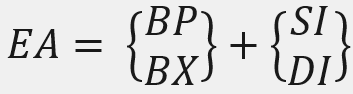 EA = {BP BX} + {SI DI}